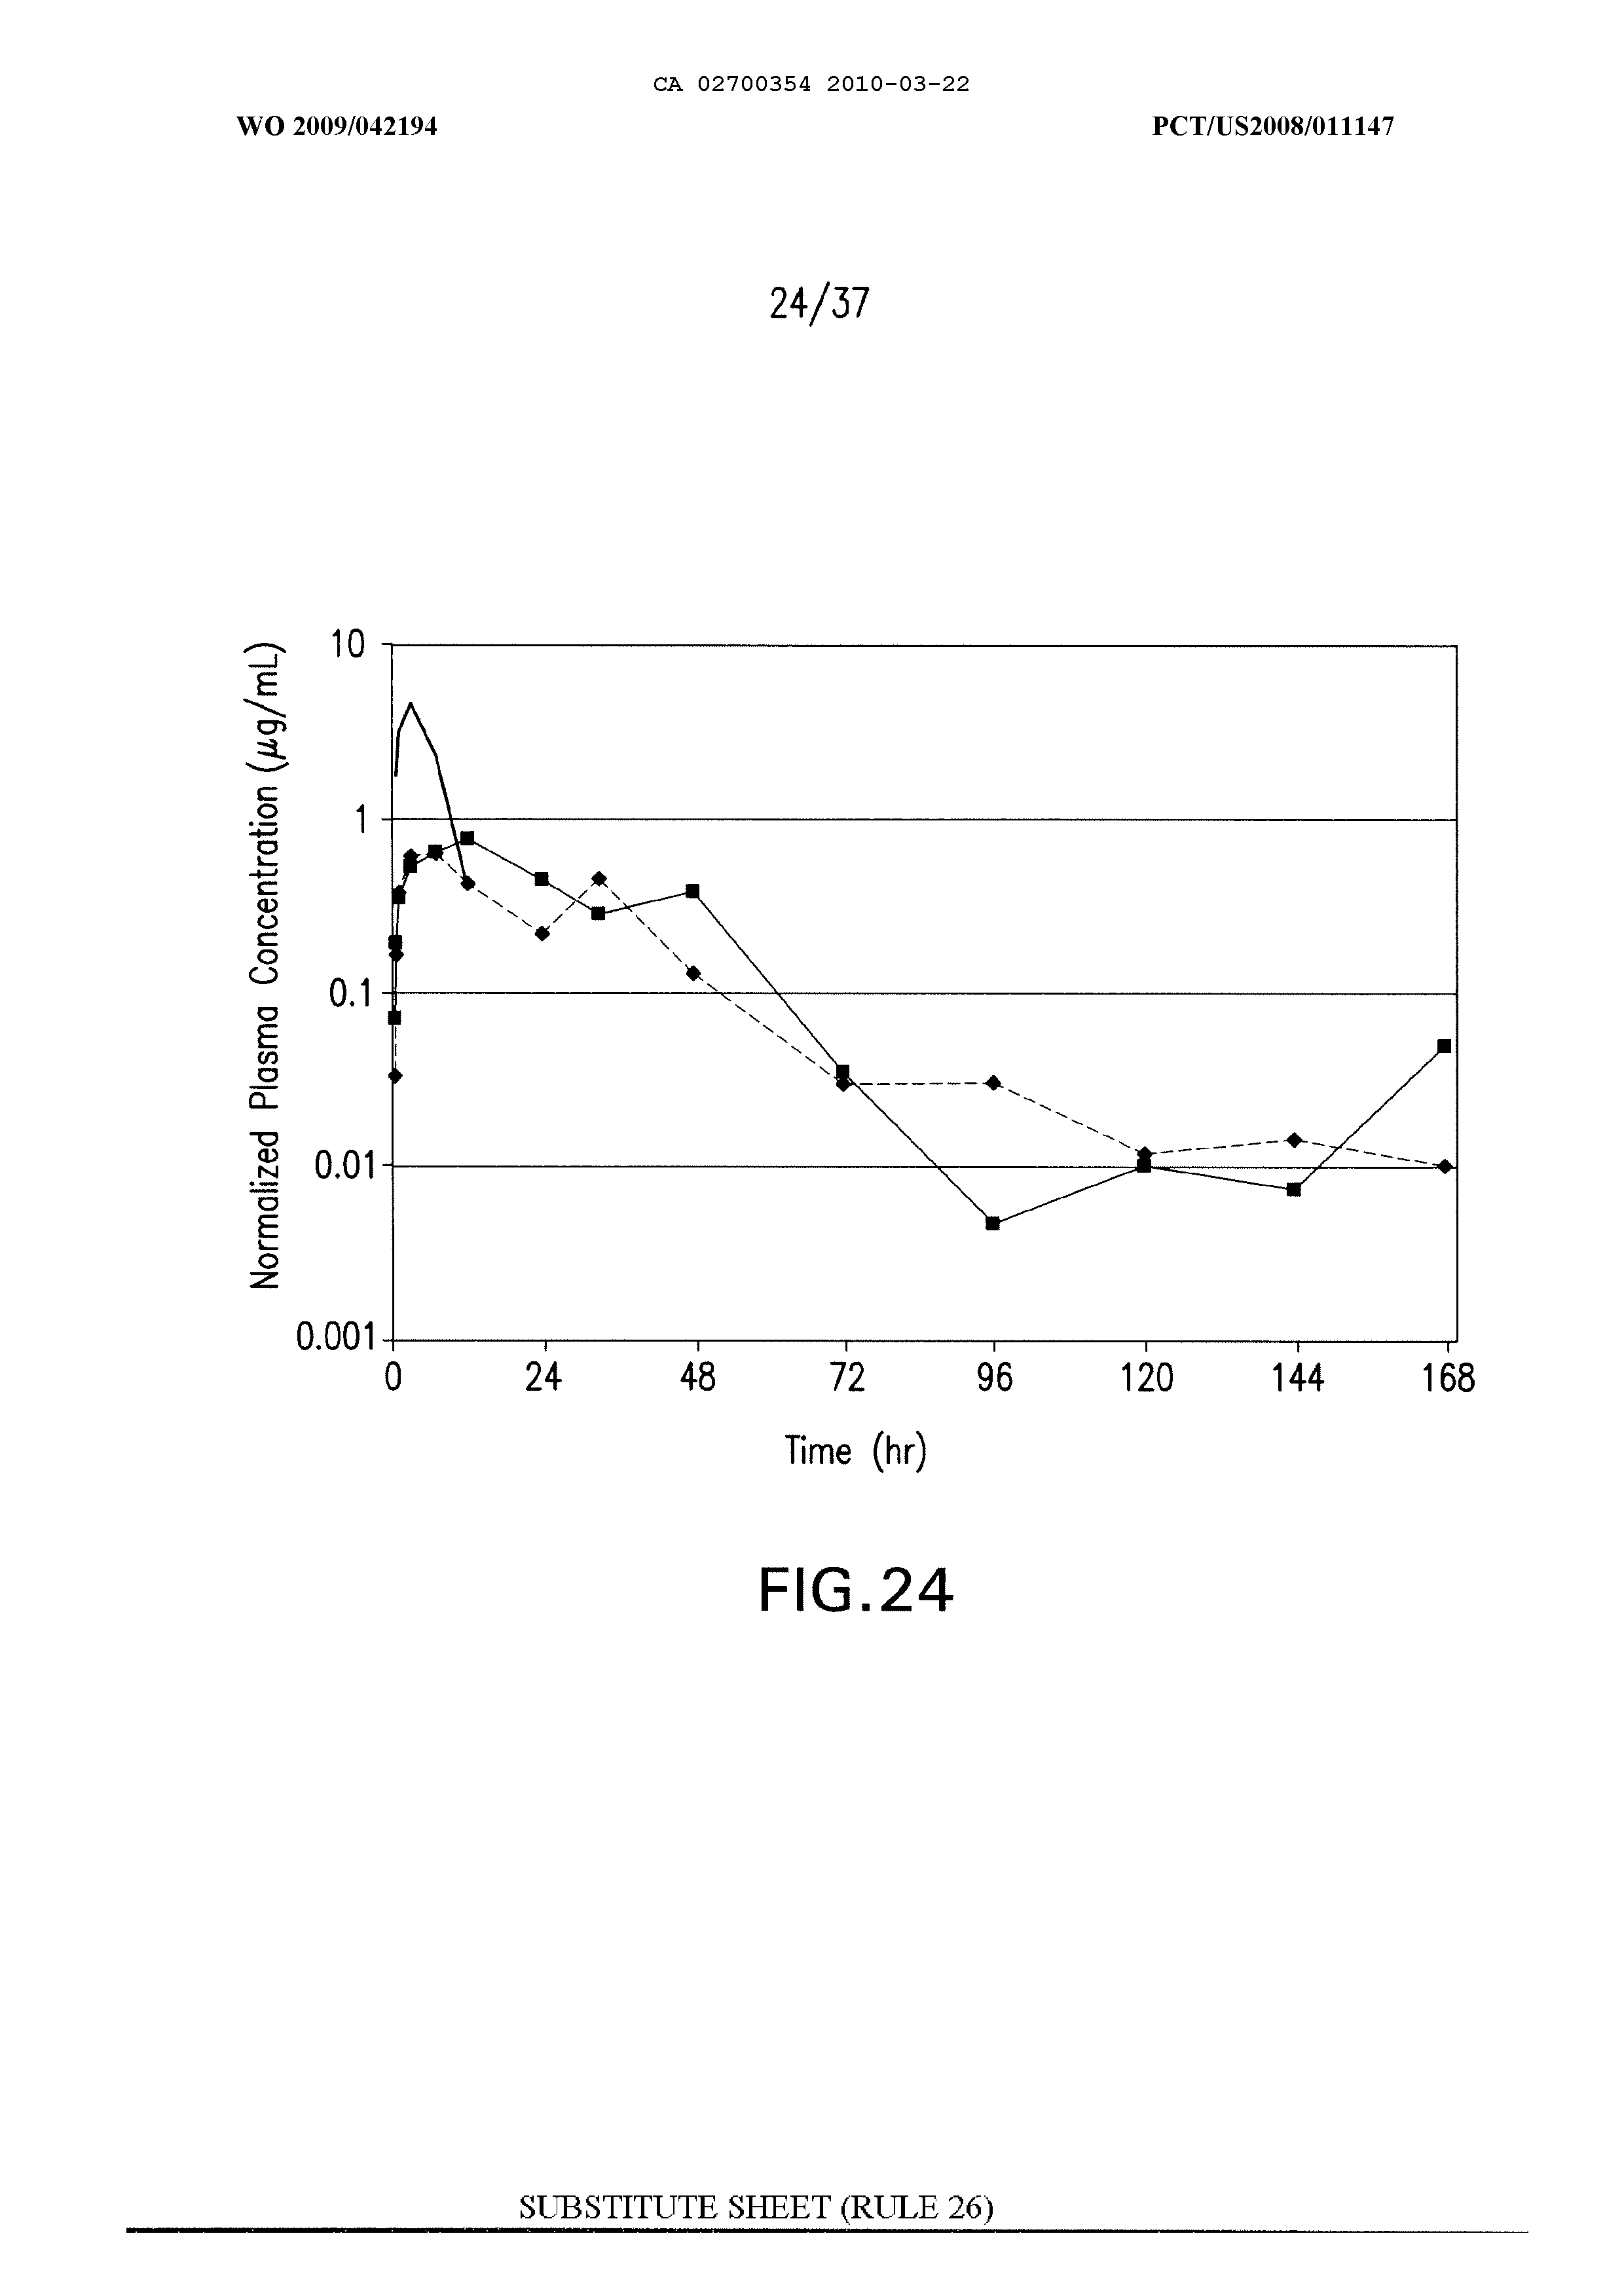 CA 02700354 2010-03-22
WO 2009/042194
PCT/US2008/011147
24/37
Normalized Plasma Concentration (µg/mL)
10
1
0.1
0.01
0.001
0
24
48
72
96
120
144
168
Time (hr)
FIG.24
SUBSTITUTE SHEET (RULE 26)